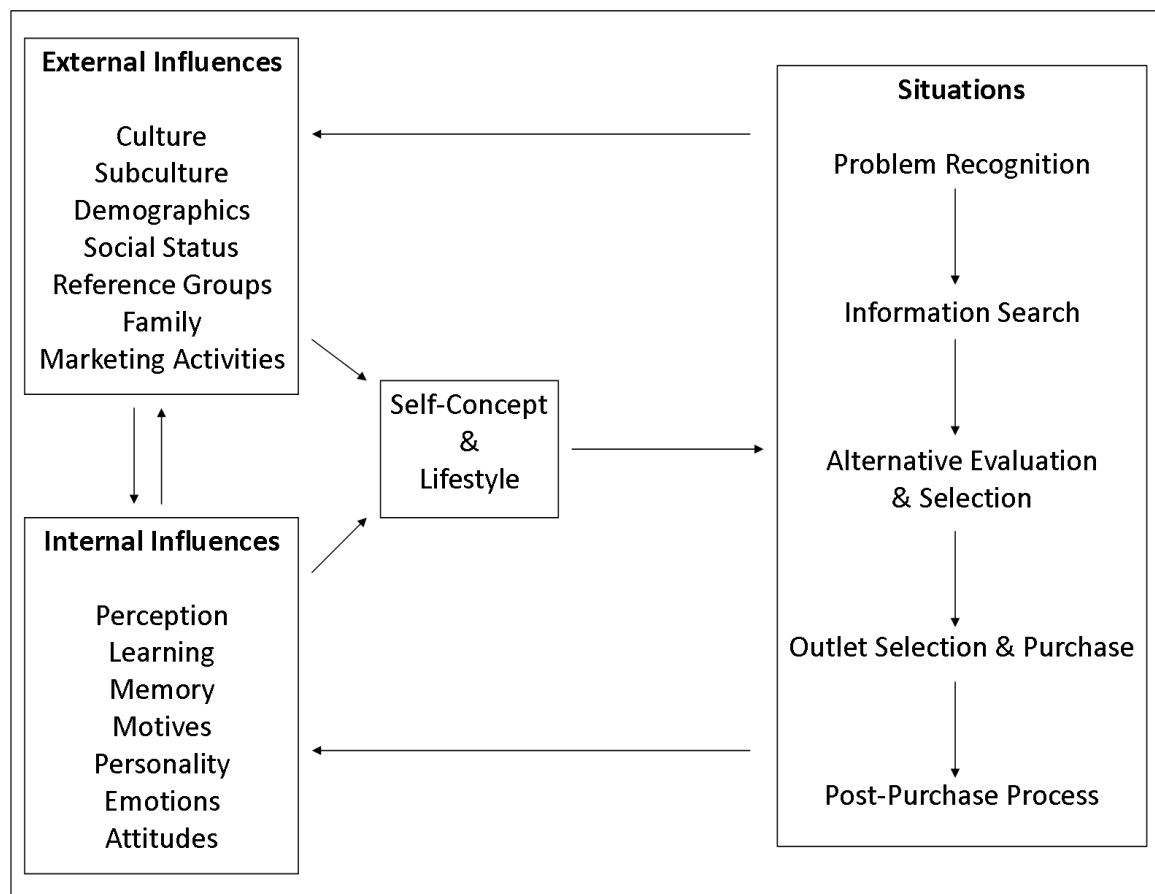 External Influences
Culture
Subculture
Demographics
Social Status
Reference Groups
Family
Marketing Activities
Internal Influences
Perception
Learning
Memory
Motives
Personality
Emotions
Attitudes
Self-Concept
&
Lifestyle
Situations
Problem Recognition
Information Search
Alternative Evaluation
& Selection
Outlet Selection & Purchase
Post-Purchase Process